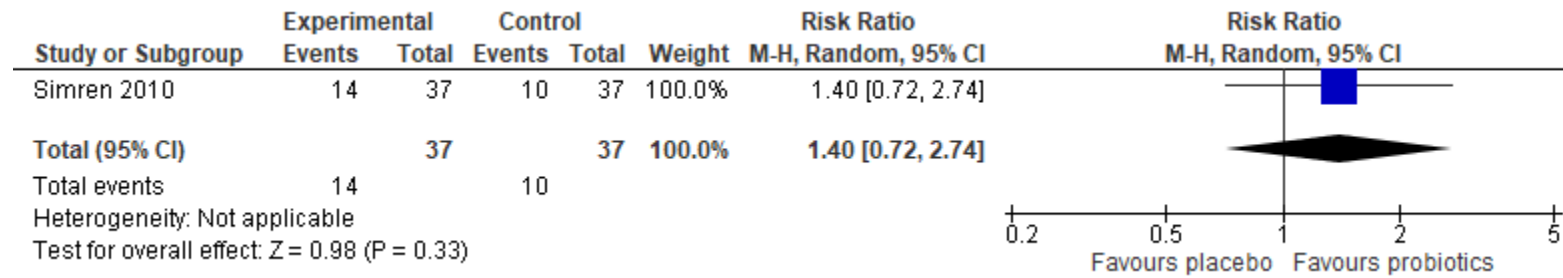 Experimental Control Risk Ratio Risk Ratio
Study or Subgroup Events Total Events Total Weight M-H, Random, 95% CI M-H, Random, 95% CI
Simren 2010 14 37 10 37 100.0% 1.40 [0.72, 2.74]
Total (95% CI) 37 37 100.0% 1.40 [0.72, 2.74]
Total events 14 10
Heterogeneity: Not applicable
Test for overall effect: Z = 0.98 (P = 0.33)
0.2 0.5 1 2 5
Favours placebo Favours probiotics